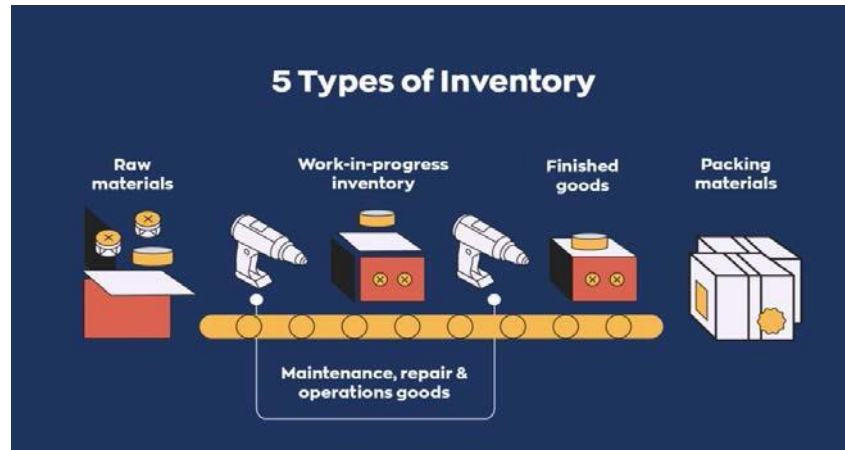 5 Types of Inventory
Raw
materials
Work-in-progress
inventory
Finished
goods
Packing
materials
Maintenance, repair &
operations goods